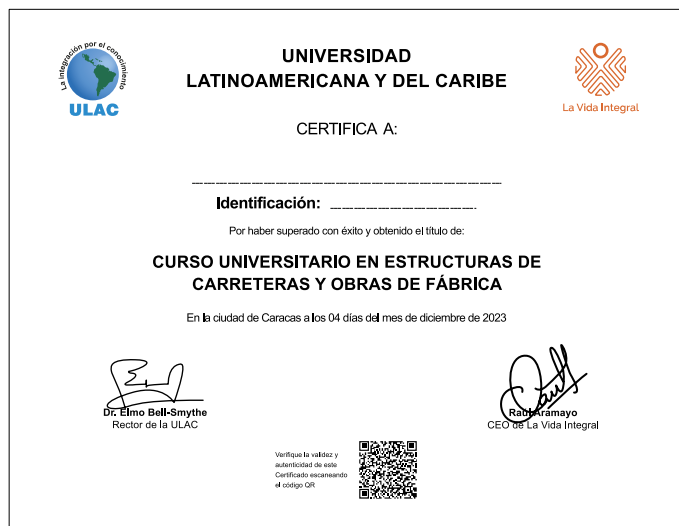 La integración por el conocimiento
ULAC
UNIVERSIDAD
LATINOAMERICANA Y DEL CARIBE
La Vida Integral
CERTIFICA A:
Identificación:
Por haber superado con éxito y obtenido el título de:
CURSO UNIVERSITARIO EN ESTRUCTURAS DE
CARRETERAS Y OBRAS DE FÁBRICA
En la ciudad de Caracas a los 04 días del mes de diciembre de 2023
Dr. Elmo Bell-Smythe
Rector de la ULAC
Raúl Aramayo
CEO de La Vida Integral
Verifique la validez y
autenticidad de este
Certificado escaneando
el código QR